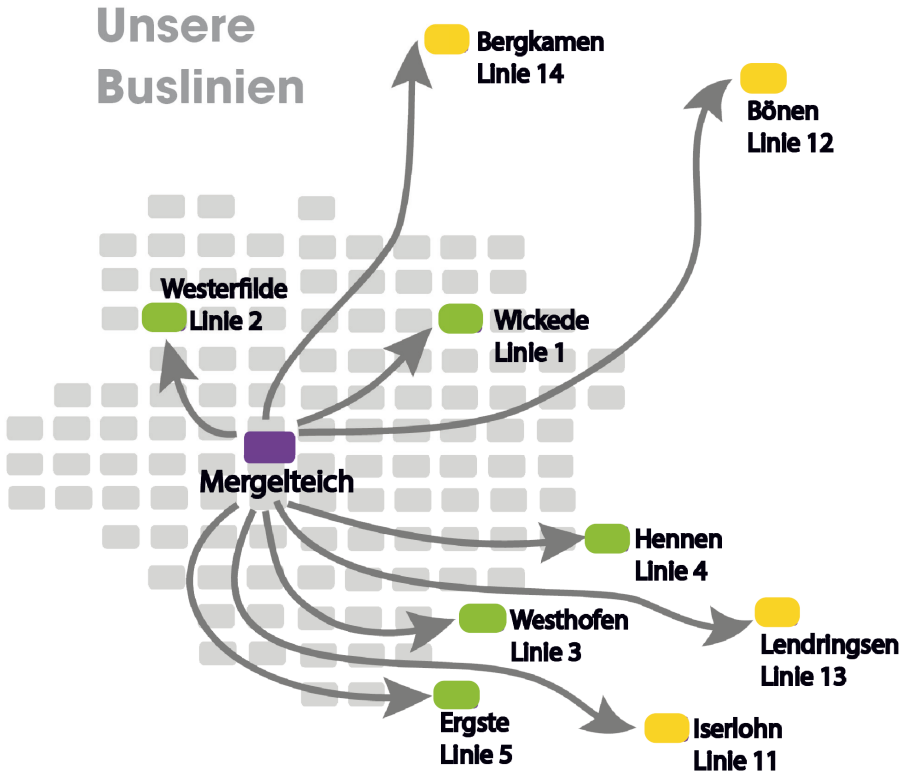 Unsere
Buslinien
Bergkamen
Linie 14
Bönen
Linie 12
Westerfilde
Linie 2
Wickede
Linie 1
Mergelteich
Hennen
Linie 4
Westhofen
Linie 3
Lendringsen
Linie 13
Ergste
Linie 5
Iserlohn
Linie 11